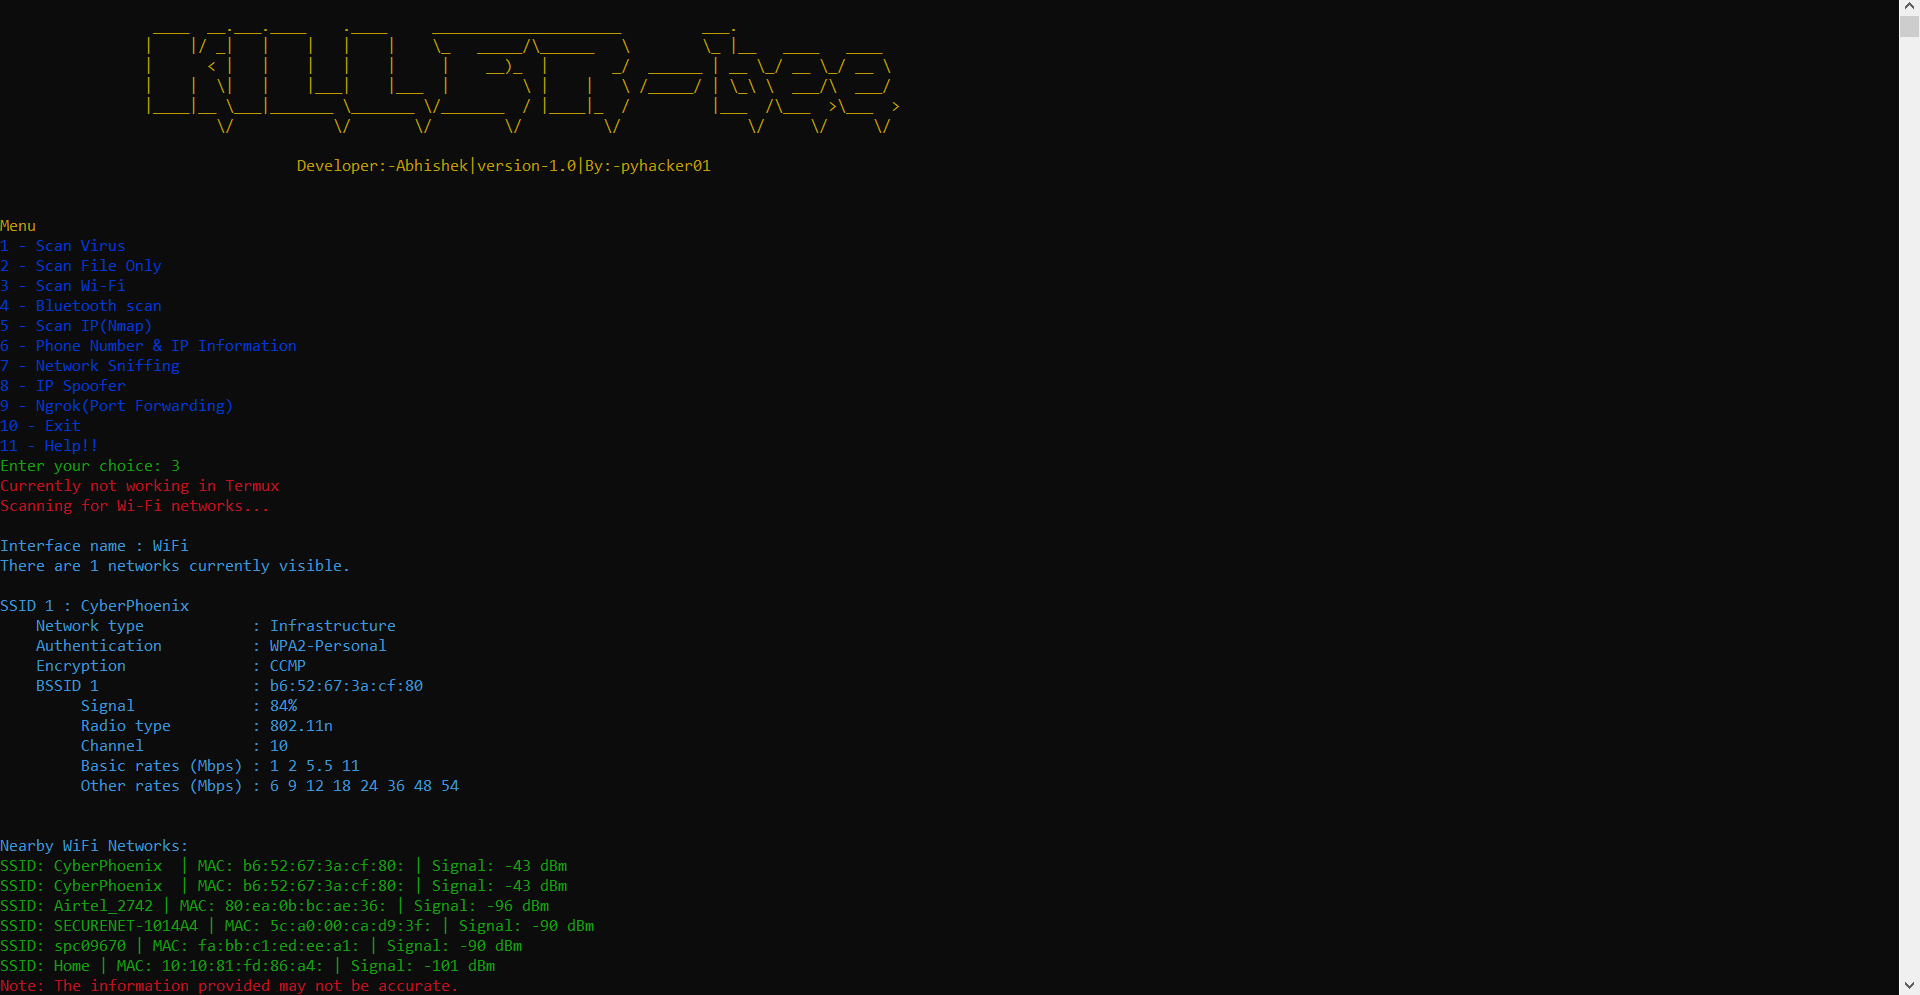 KILLER-bee
Developer:-Abhishek|version-1.0|By:-pyhacker01
Menu
1 - Scan Virus
2 - Scan File Only
3 - Scan Wi-Fi
4 - Bluetooth scan
5 - Scan IP(Nmap)
6 - Phone Number & IP Information
7 - Network Sniffing
8 - IP Spoofer
9 - Ngrok(Port Forwarding)
10 - Exit
11 - Help!!
Enter your choice: 3
Currently not working in Termux
Scanning for Wi-Fi networks...
Interface name : WiFi
There are 1 networks currently visible.
SSID 1 : CyberPhoenix
Network type : Infrastructure
Authentication : WPA2-Personal
Encryption : CCMP
BSSID 1 : b6:52:67:3a:cf:80
Signal : 84%
Radio type : 802.11n
Channel : 10
Basic rates (Mbps) : 1 2 5.5 11
Other rates (Mbps) : 6 9 12 18 24 36 48 54
Nearby WiFi Networks:
SSID: CyberPhoenix  | MAC: b6:52:67:3a:cf:80: | Signal: -43 dBm
SSID: CyberPhoenix  | MAC: b6:52:67:3a:cf:80: | Signal: -43 dBm
SSID: Airtel_2742 | MAC: 80:ea:0b:bc:ae:36: | Signal: -96 dBm
SSID: SECURENET-1014A4 | MAC: 5c:a0:00:ca:d9:3f: | Signal: -90 dBm
SSID: spc09670 | MAC: fa:bb:c1:ed:ee:a1: | Signal: -90 dBm
SSID: Home | MAC: 10:10:81:fd:86:a4: | Signal: -101 dBm
Note: The information provided may not be accurate.